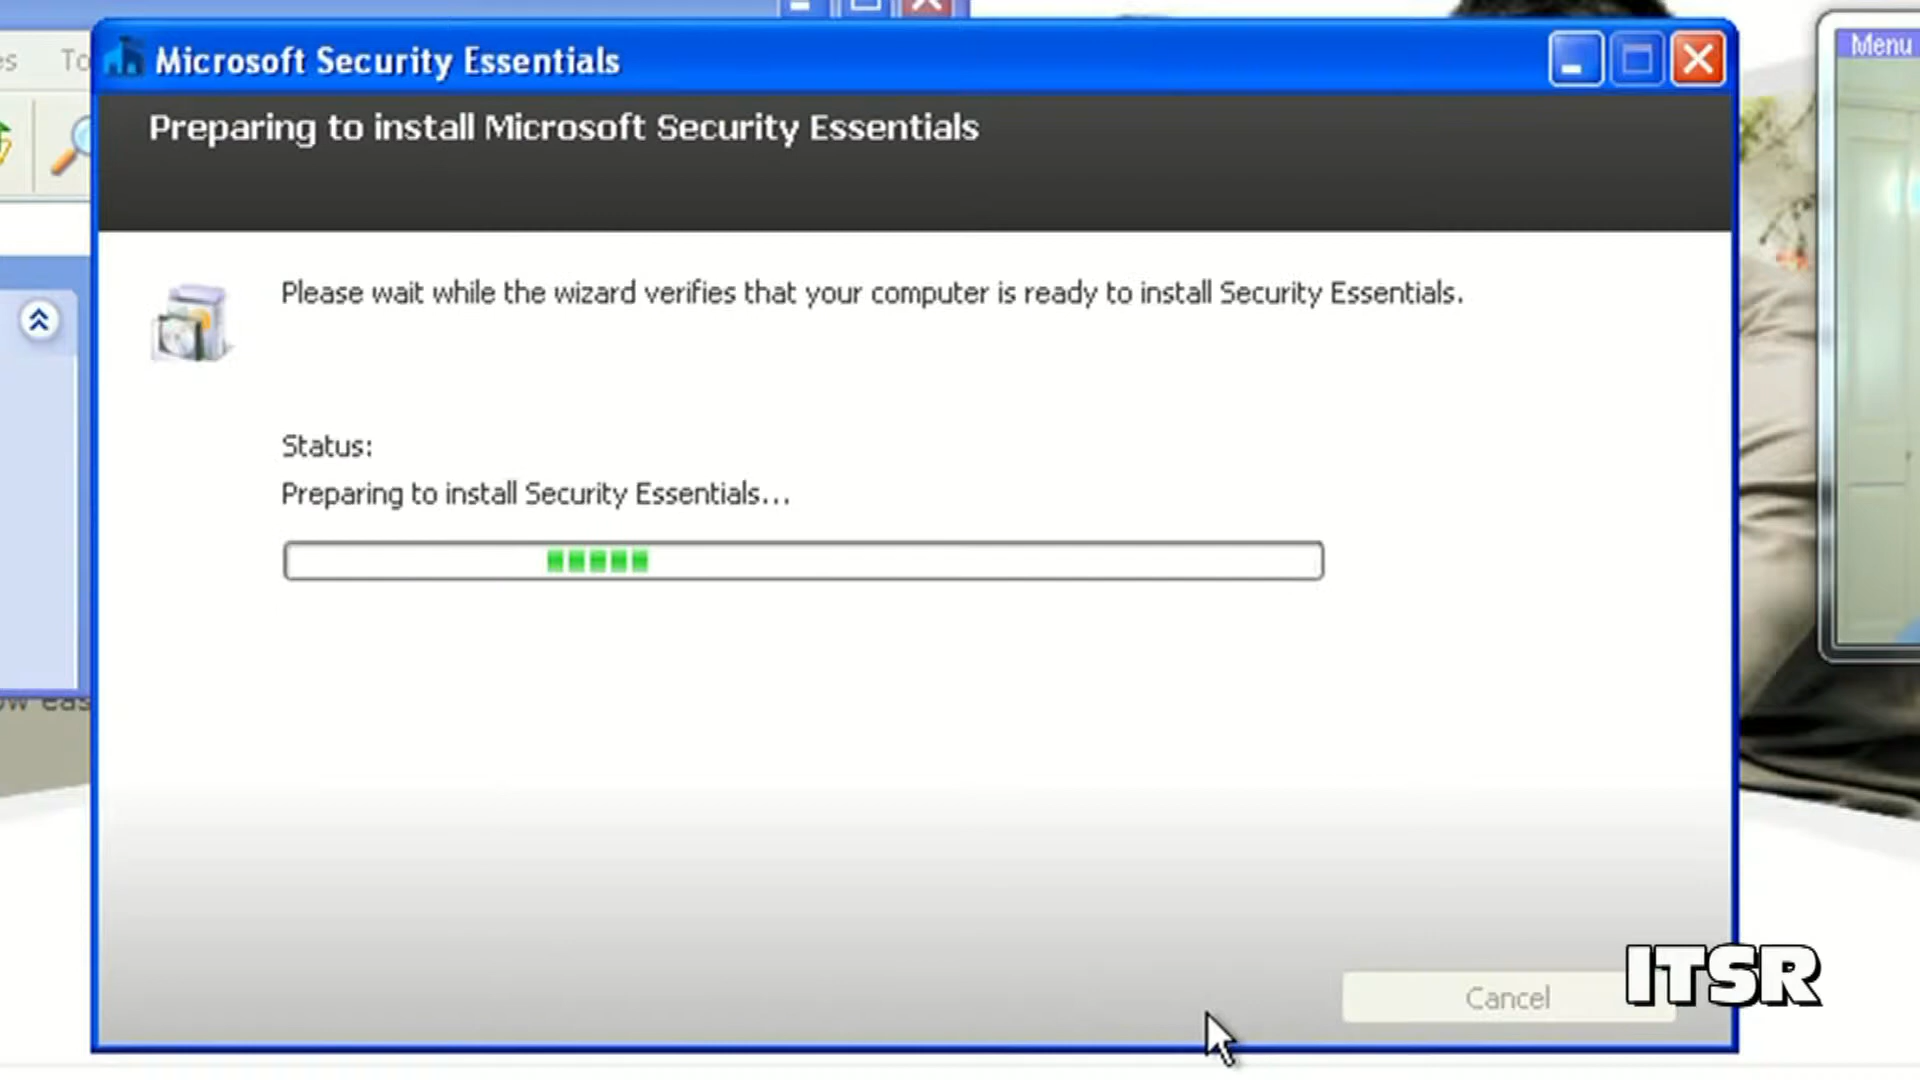 Menu
Microsoft Security Essentials
Preparing to install Microsoft Security Essentials
Please wait while the wizard verifies that your computer is ready to install Security Essentials.
Status:
Preparing to install Security Essentials...
Cancel
ITSR